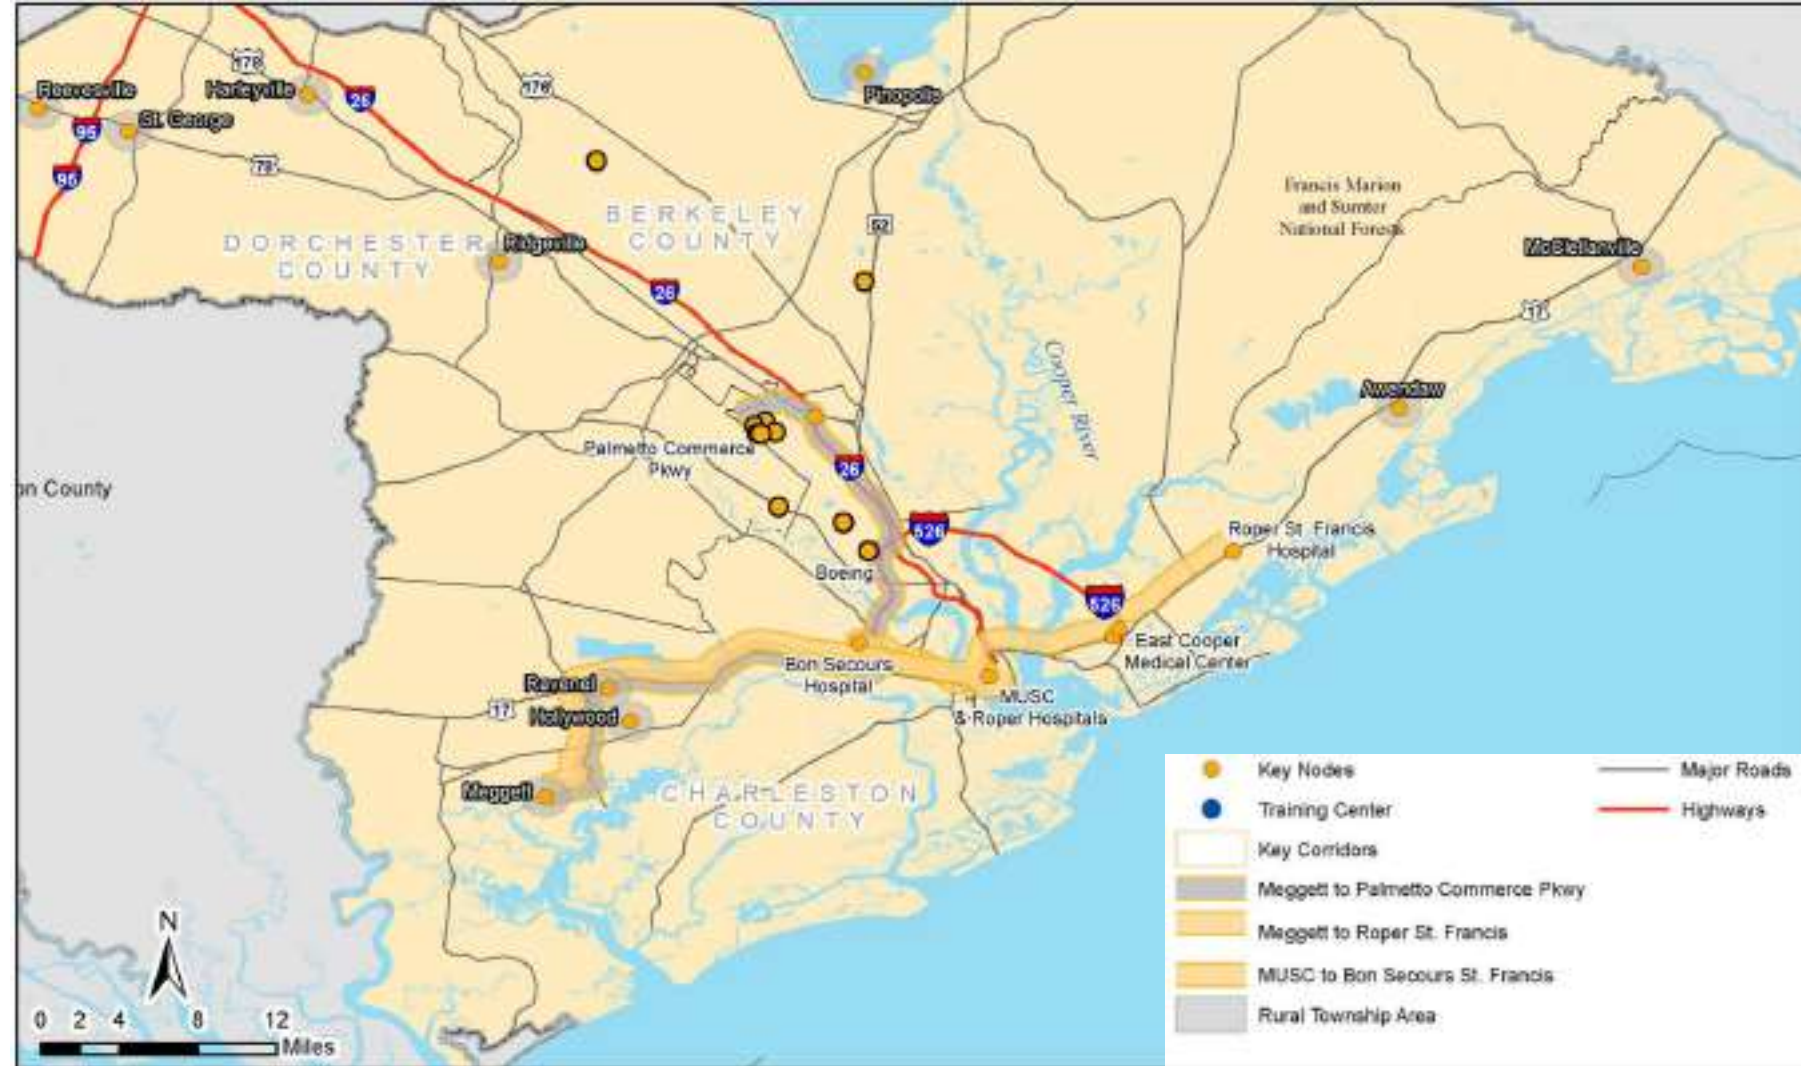 178
176
Reevesville
Harleyville
26
Pinopolis
95
St. George
78
95
Francis Marion
and Sumter
National Forests
BERKELEY
COUNTY
52
DORCHESTER
COUNTY
Ridgeville
McClellanville
26
17
Cooper River
Awendaw
Palmetto Commerce
Pkwy
26
on County
526
Roper St. Francis
Hospital
Boeing
526
East Cooper
Medical Center
Bon Secours
Hospital
Ravenel
MUSC
& Roper Hospitals
17
Hollywood
Meggett
CHARLESTON
COUNTY
Key Nodes
Major Roads
Training Center
Highways
Key Corridors
Meggett to Palmetto Commerce Pkwy
Meggett to Roper St. Francis
MUSC to Bon Secours St. Francis
Rural Township Area
N
0 2 4 8 12
Miles